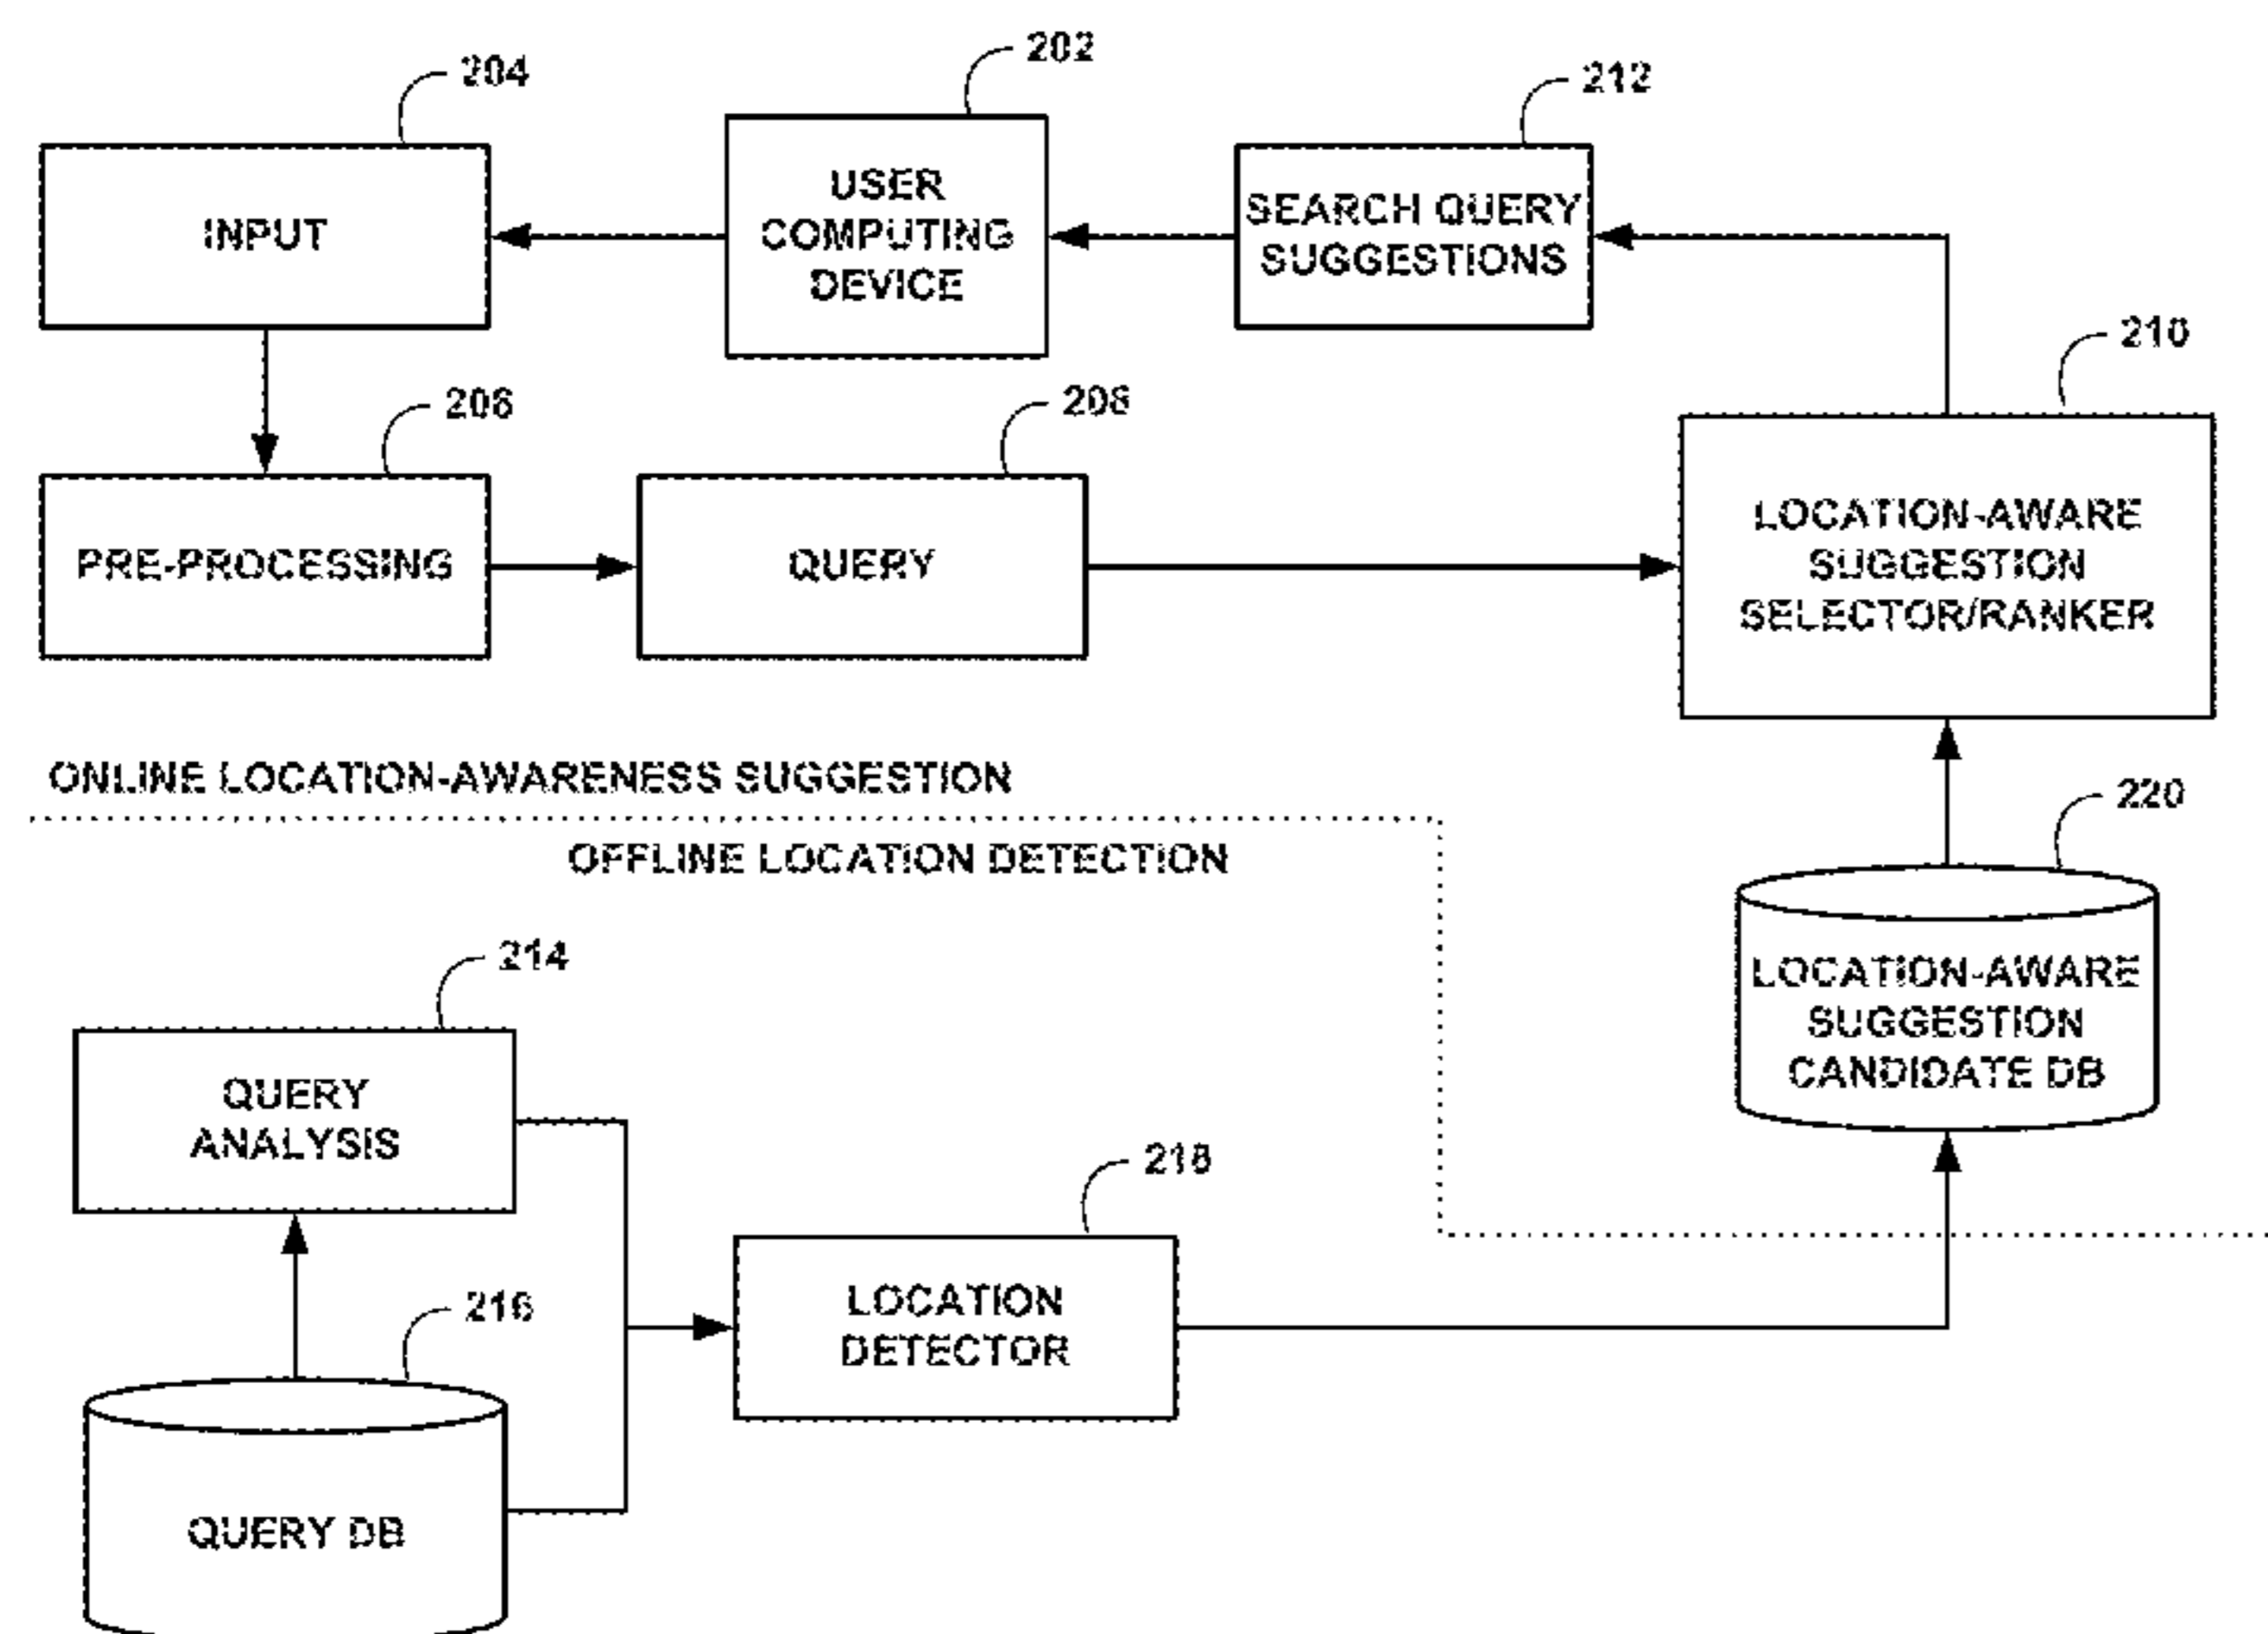 202
204
212
INPUT
USER
COMPUTING
DEVICE
SEARCH QUERY
SUGGESTIONS
210
206
208
PRE-PROCESSING
QUERY
LOCATION-AWARE
SUGGESTION
SELECTOR/RANKER
ONLINE LOCATION-AWARENESS SUGGESTION
220
OFFLINE LOCATION DETECTION
214
LOCATION-AWARE
SUGGESTION
CANDIDATE DB
QUERY
ANALYSIS
218
216
LOCATION
DETECTOR
QUERY DB